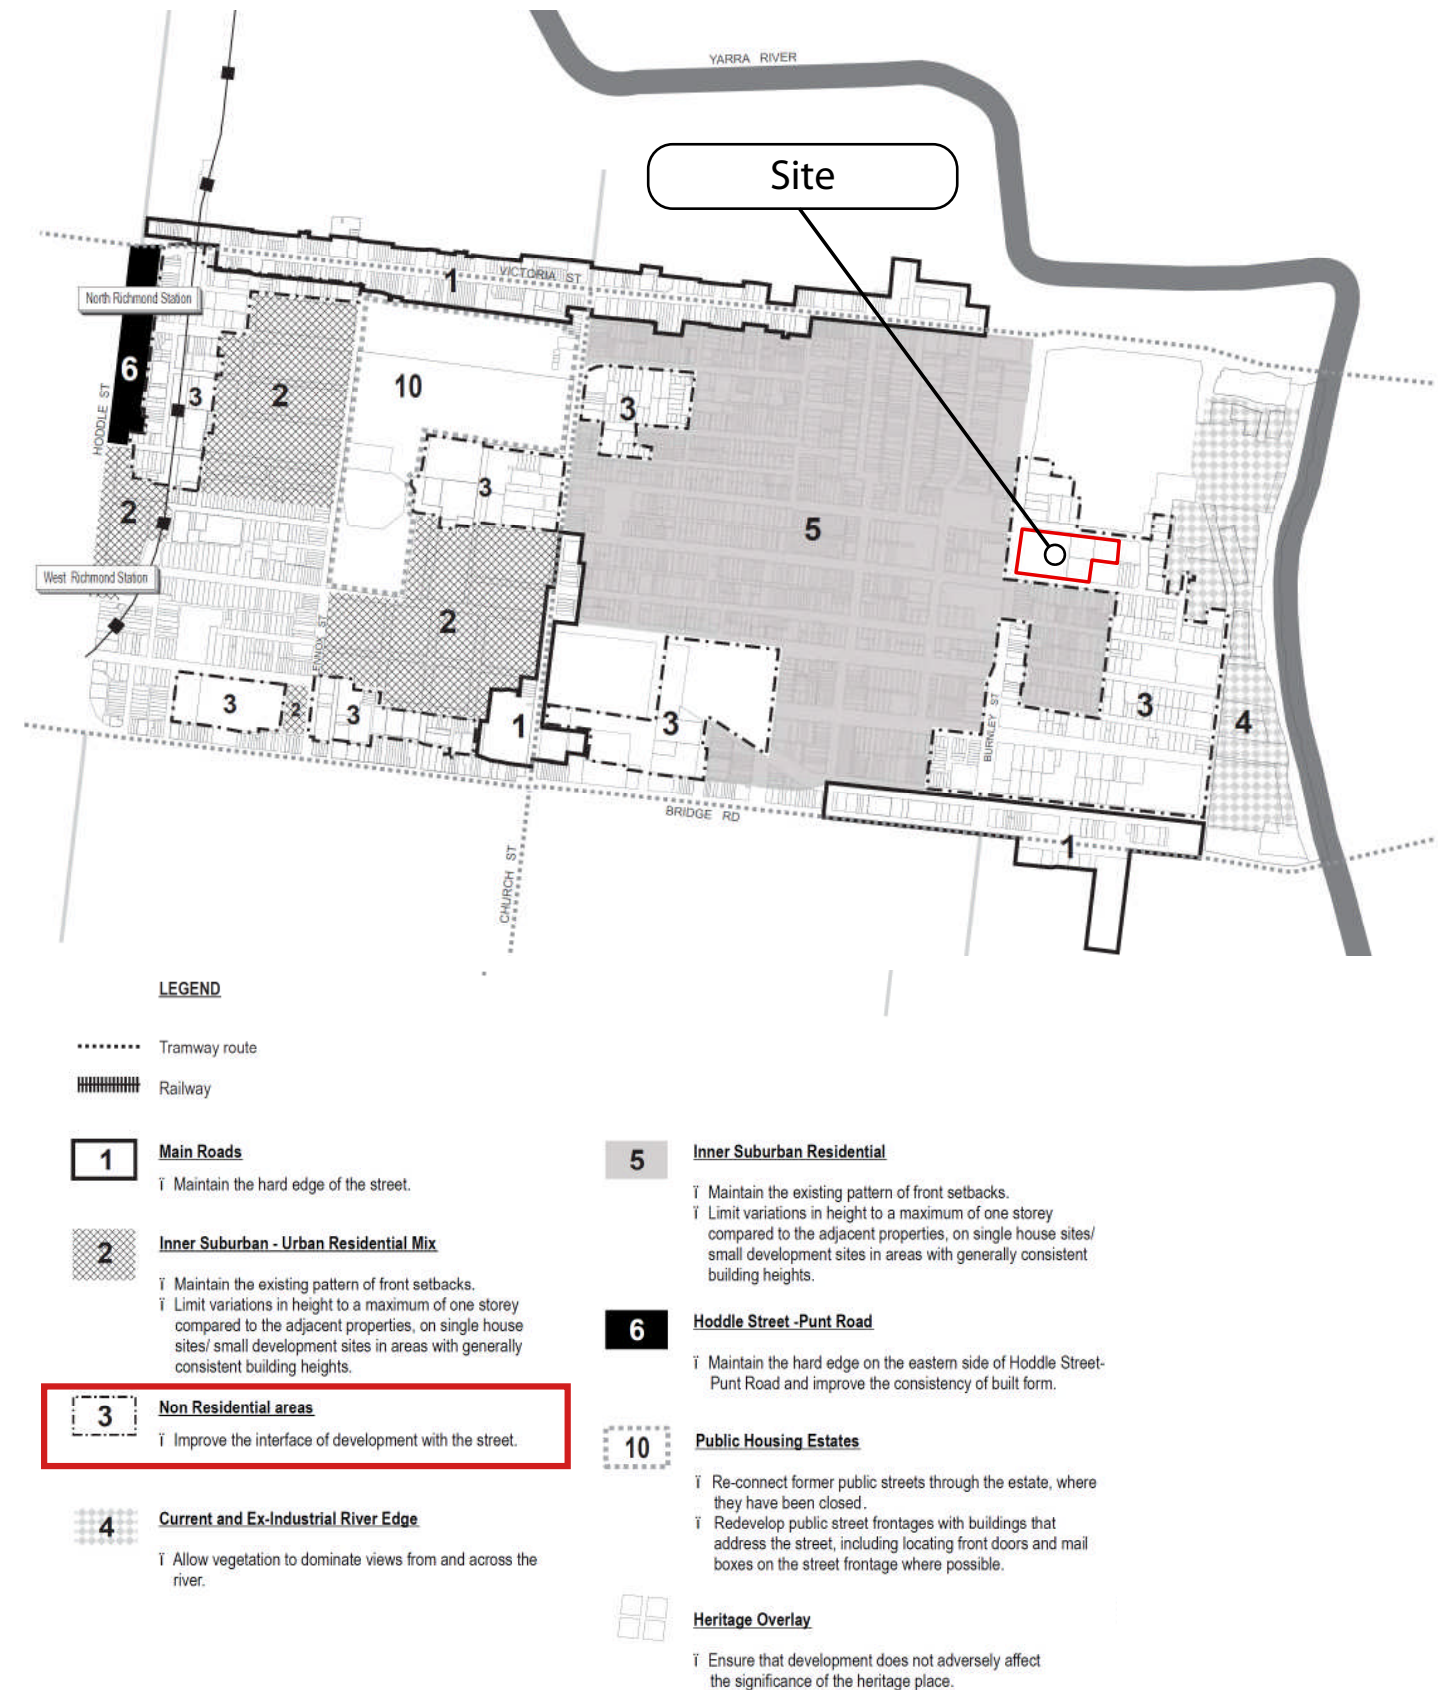 YARRA RIVER
Site
VICTORIA ST
1
North Richmond Station
6
HODDLE ST
3
2
10
3
3
5
2
West Richmond Station
2
ENNOX ST
3
2
3
1
3
BURNLEY ST
3
4
BRIDGE RD
1
CHURCH ST
LEGEND
Tramway route
Railway
1
Main Roads
ï Maintain the hard edge of the street.
2
Inner Suburban - Urban Residential Mix
ï Maintain the existing pattern of front setbacks.
ï Limit variations in height to a maximum of one storey
compared to the adjacent properties, on single house
sites/ small development sites in areas with generally
consistent building heights.
3
Non Residential areas
ï Improve the interface of development with the street.
4
Current and Ex-Industrial River Edge
ï Allow vegetation to dominate views from and across the
river.
5
Inner Suburban Residential
ï Maintain the existing pattern of front setbacks.
ï Limit variations in height to a maximum of one storey
compared to the adjacent properties, on single house sites/
small development sites in areas with generally consistent
building heights.
6
Hoddle Street -Punt Road
ï Maintain the hard edge on the eastern side of Hoddle Street-
Punt Road and improve the consistency of built form.
10
Public Housing Estates
ï Re-connect former public streets through the estate, where
they have been closed.
ï Redevelop public street frontages with buildings that
address the street, including locating front doors and mail
boxes on the street frontage where possible.
Heritage Overlay
ï Ensure that development does not adversely affect
the significance of the heritage place.